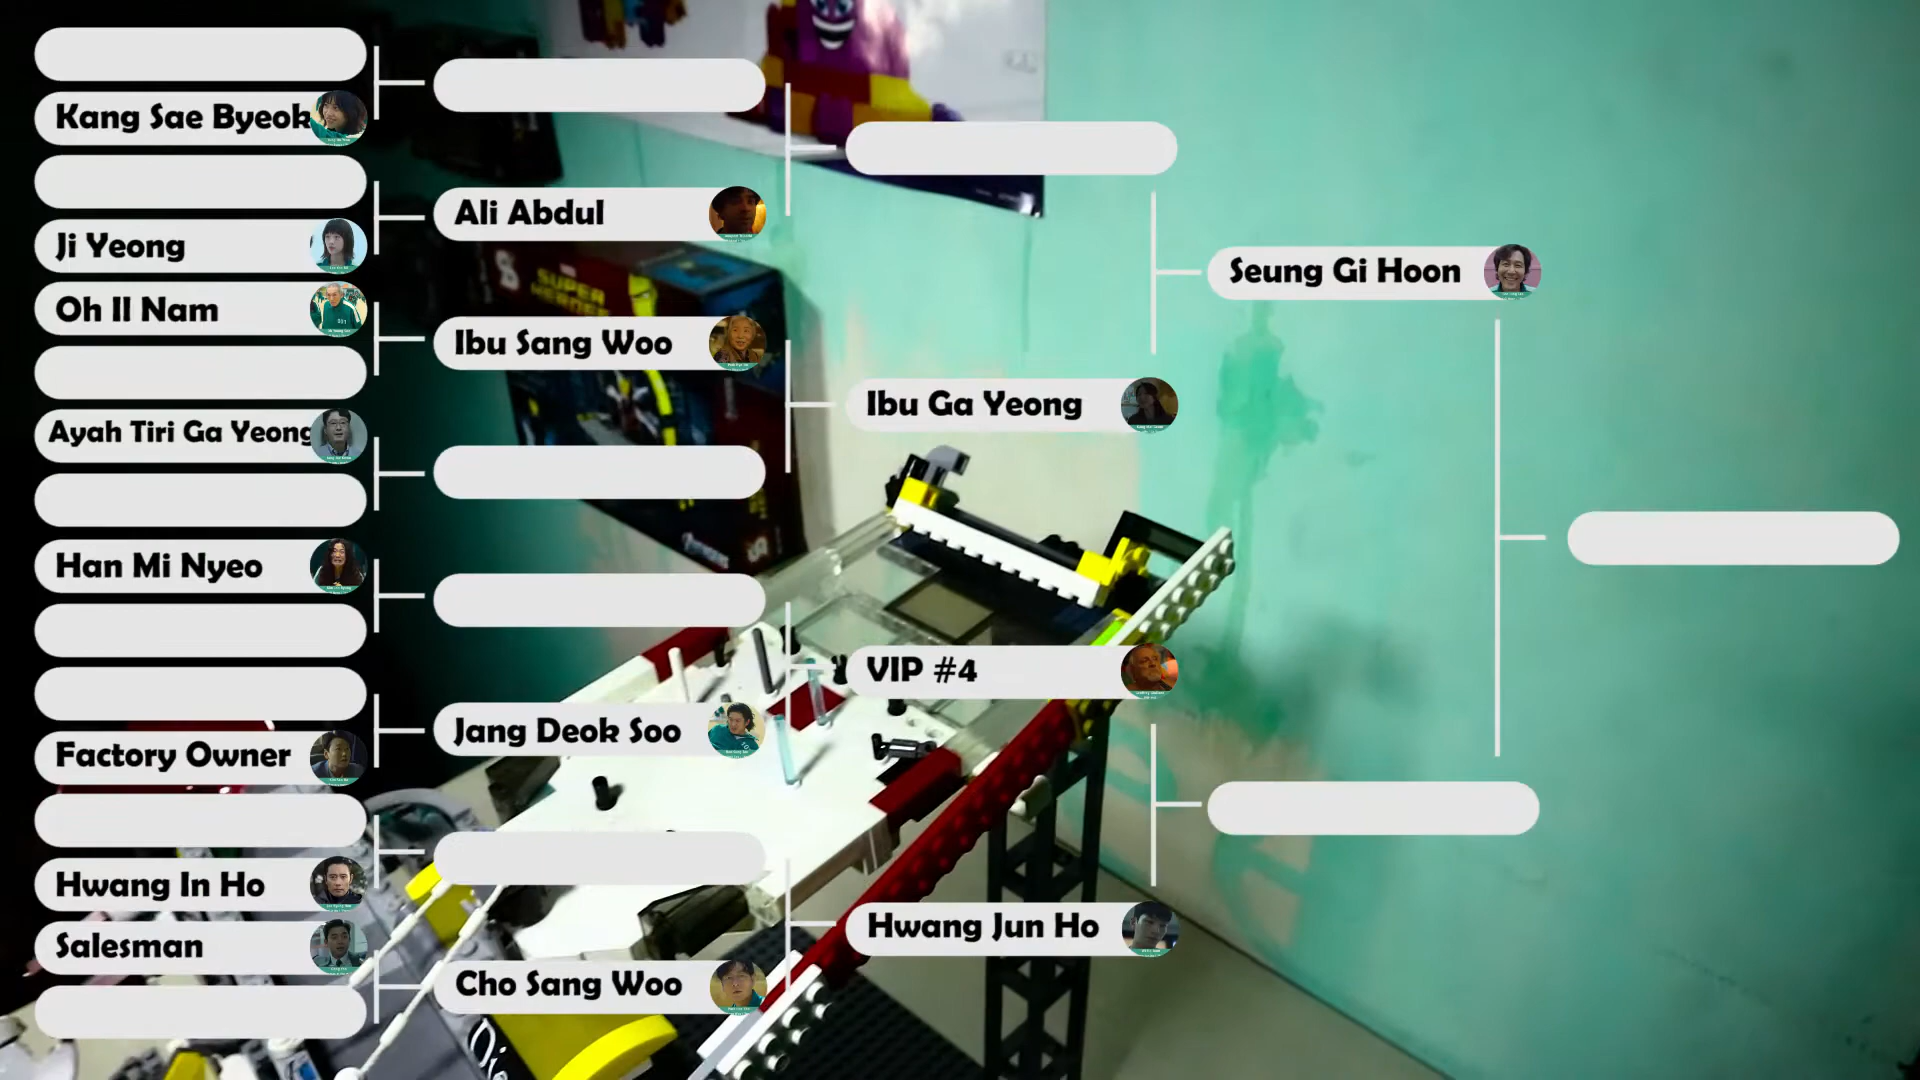 Kang Sae Byeok
Ji Yeong
Oh Il Nam
Ayah Tiri Ga Yeong
Han Mi Nyeo
Factory Owner
Hwang In Ho
Salesman
Ali Abdul
Ibu Sang Woo
Jang Deok Soo
Cho Sang Woo
Ibu Ga Yeong
VIP #4
Hwang Jun Ho
Seung Gi Hoon
SUPER
HEROES